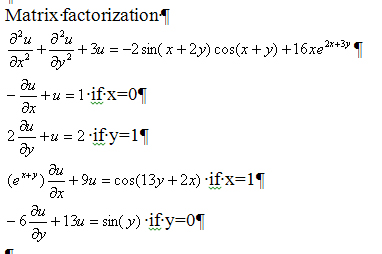 Matrix·factorization¶
∂²u/∂x² + ∂²u/∂y² + 3u = −2 sin( x + 2y) cos(x + y) + 16xe^(2x+3y) ¶
− ∂u/∂x + u = 1·if·x=0¶
2 ∂u/∂y + u = 2 ·if·y=1¶
(e^(x+y)) ∂u/∂x + 9u = cos(13y + 2x) ·if·x=1¶
− 6 ∂u/∂y + 13u = sin( y) ·if·y=0¶
¶